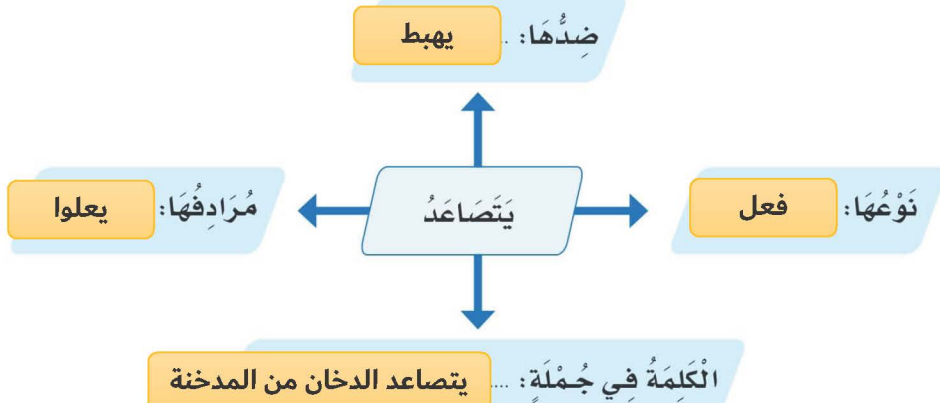 ضِدُّهَا: .. يهبط
نَوْعُهَا: فعل
يَتَصَاعَدُ
مُرَادِفُهَا: يعلوا
الْكَلِمَةُ فِي جُمْلَةٍ: .... يتصاعد الدخان من المدخنة